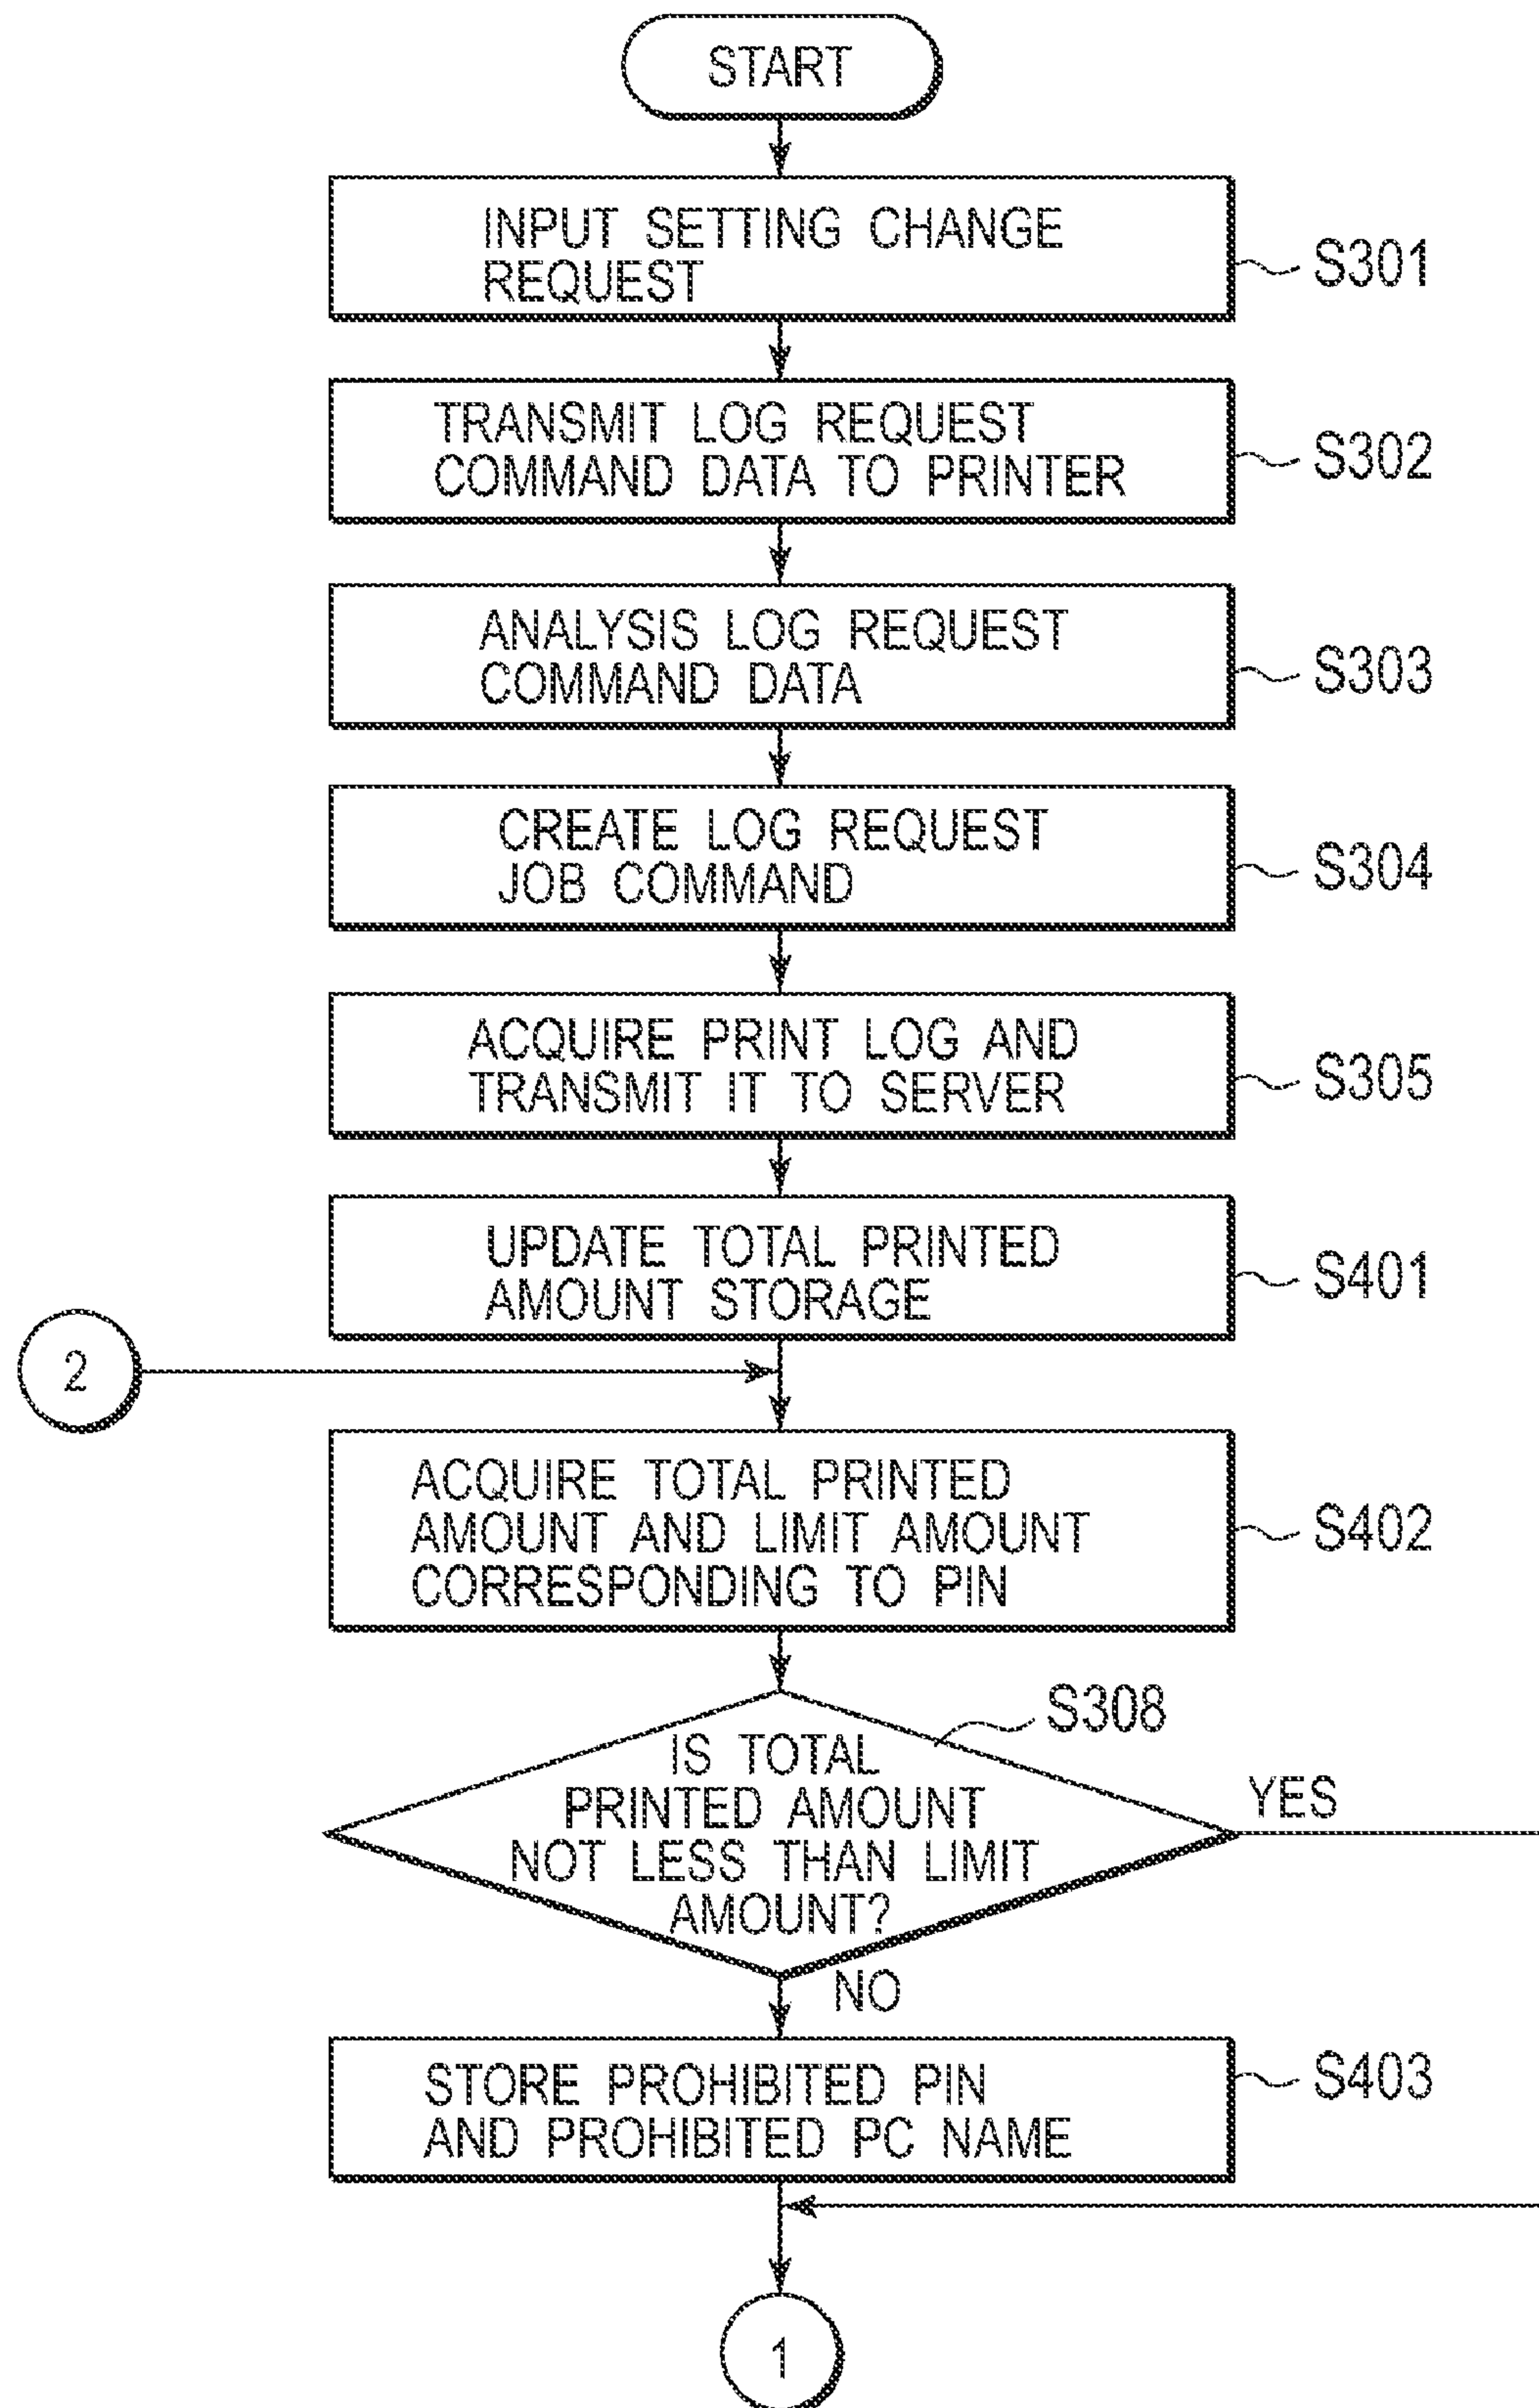 START
INPUT SETTING CHANGE
REQUEST
S301
TRANSMIT LOG REQUEST
COMMAND DATA TO PRINTER
S302
ANALYSIS LOG REQUEST
COMMAND DATA
S303
CREATE LOG REQUEST
JOB COMMAND
S304
ACQUIRE PRINT LOG AND
TRANSMIT IT TO SERVER
S305
UPDATE TOTAL PRINTED
AMOUNT STORAGE
S401
2
ACQUIRE TOTAL PRINTED
AMOUNT AND LIMIT AMOUNT
CORRESPONDING TO PIN
S402
S308
IS TOTAL
PRINTED AMOUNT
NOT LESS THAN LIMIT
AMOUNT?
YES
NO
STORE PROHIBITED PIN
AND PROHIBITED PC NAME
S403
1